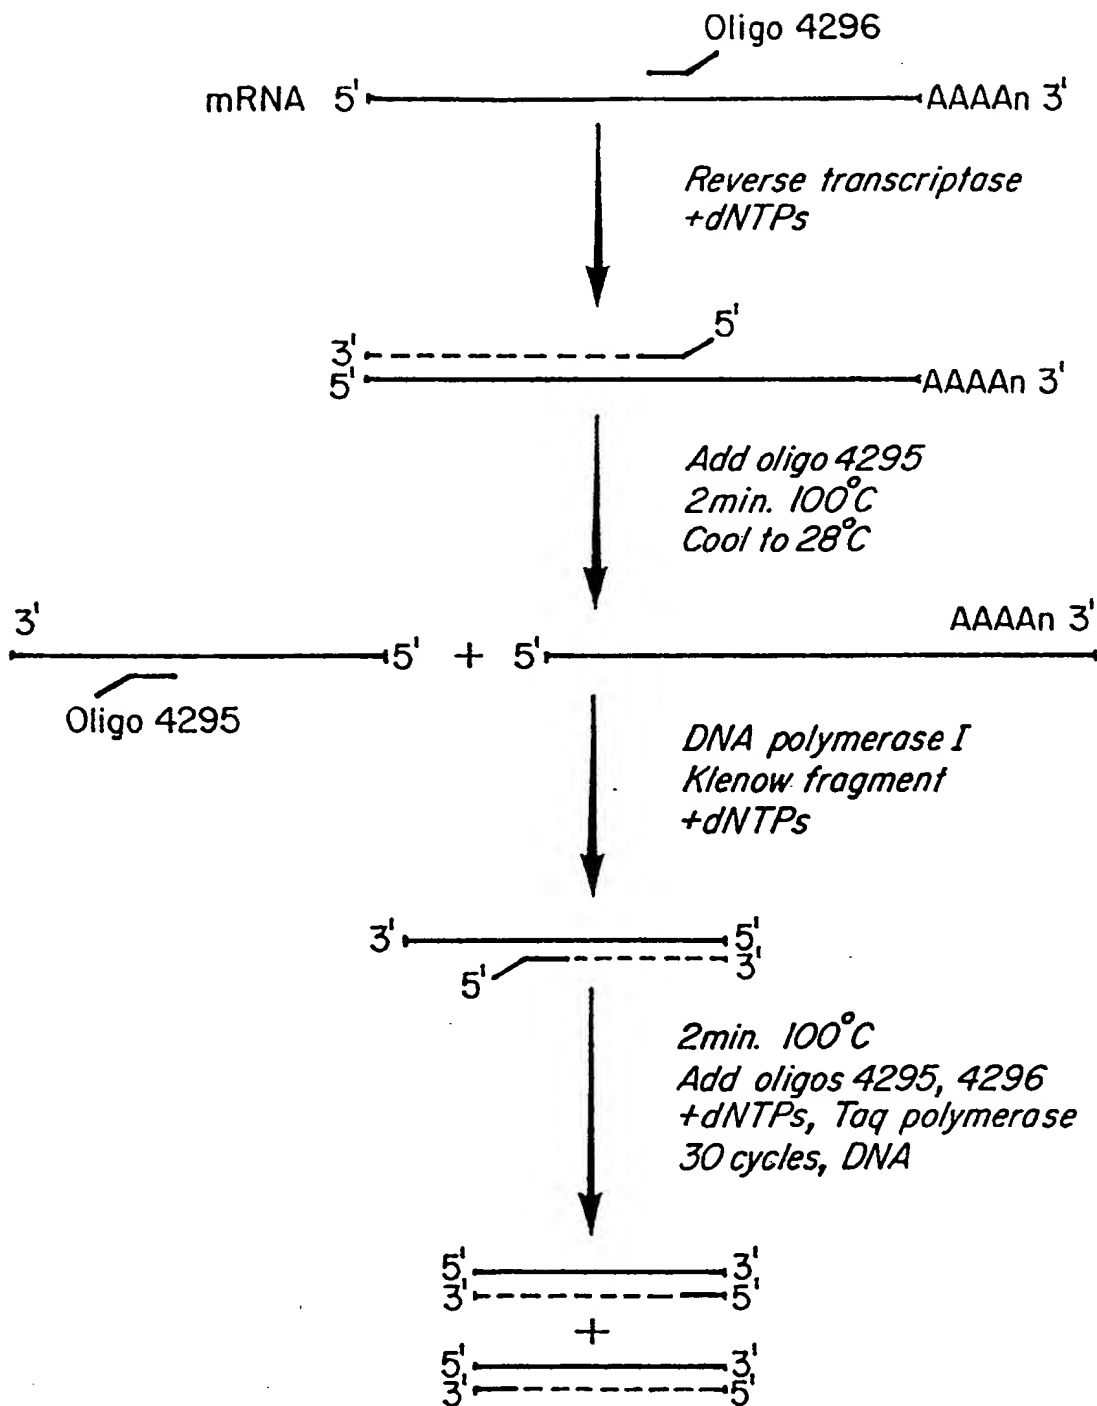 Oligo 4296
mRNA 5' AAAAn 3'
Reverse transcriptase
+dNTPs
5'
3'
5' AAAAn 3'
Add oligo 4295
2min. 100°C
Cool to 28°C
3' AAAAn 3'
5' + 5'
Oligo 4295
DNA polymerase I
Klenow fragment
+dNTPs
3' 5'
5' 3'
2min. 100°C
Add oligos 4295, 4296
+dNTPs, Taq polymerase
30 cycles, DNA
5' 3'
3' 5'
+
5' 3'
3' 5'